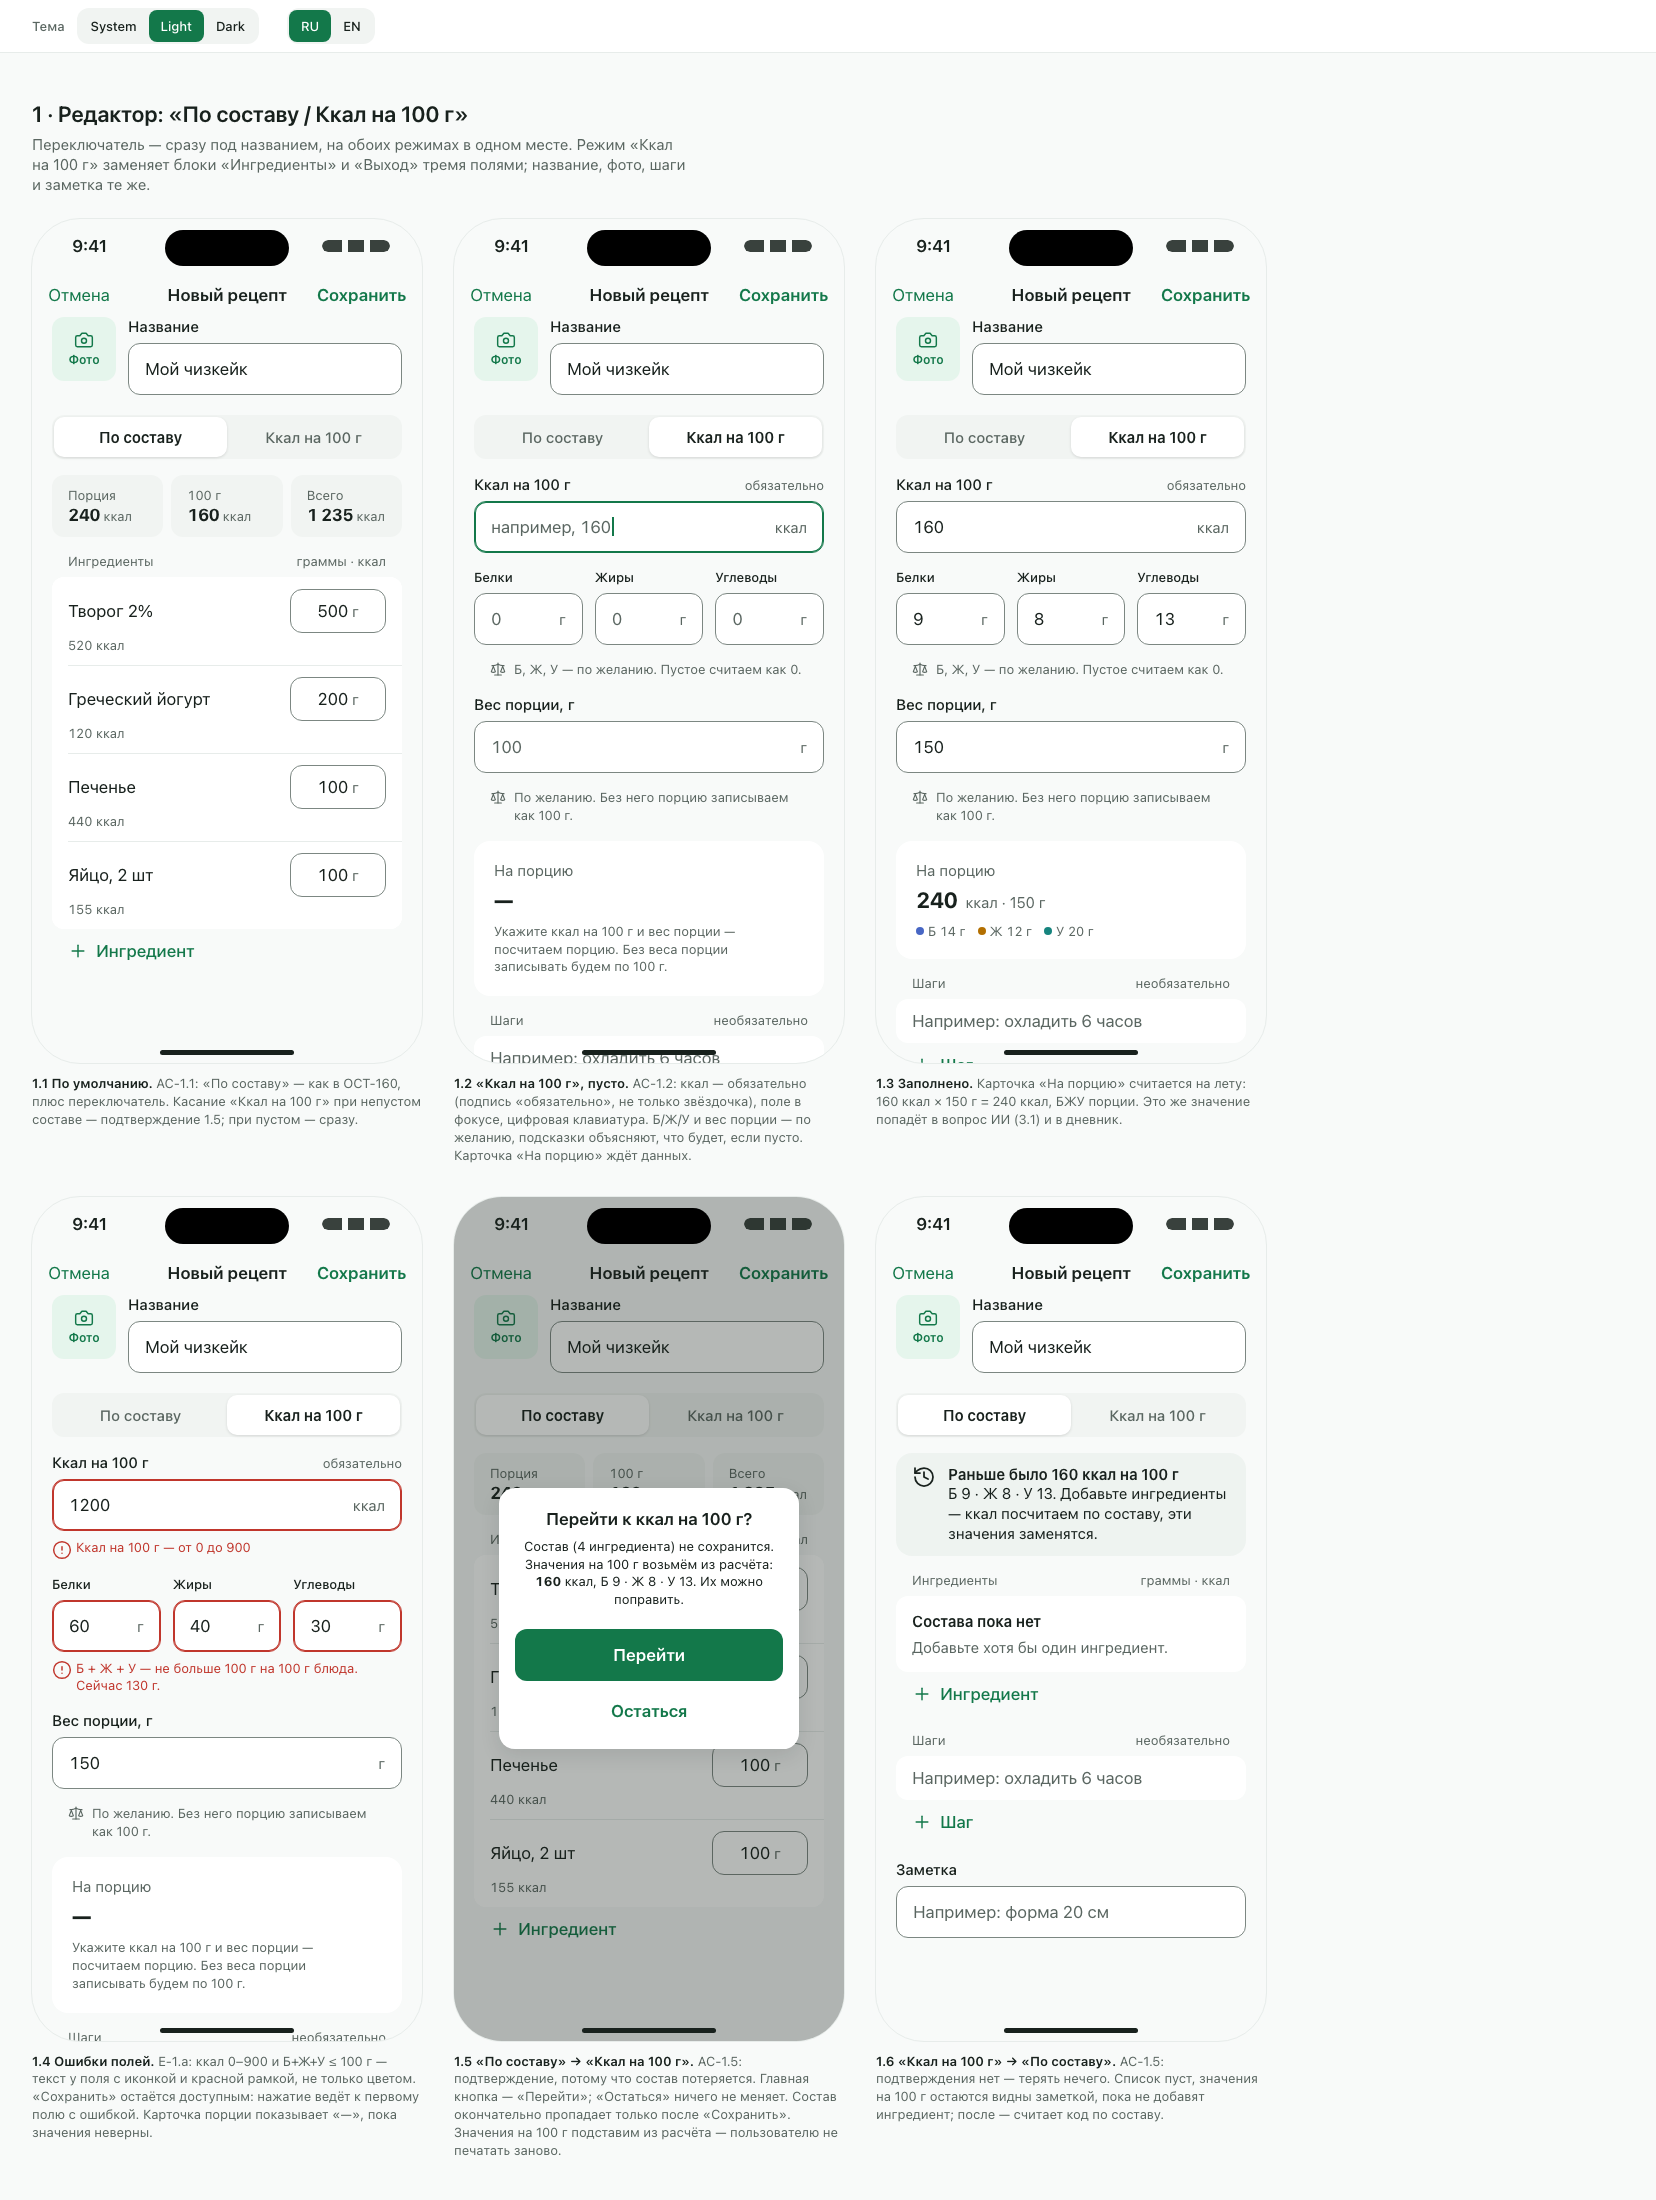 Тема System Light Dark RU EN
1 · Редактор: «По составу / Ккал на 100 г»
Переключатель — сразу под названием, на обоих режимах в одном месте. Режим «Ккал
на 100 г» заменяет блоки «Ингредиенты» и «Выход» тремя полями; название, фото, шаги
и заметка те же.
9:41
Отмена Новый рецепт Сохранить
Фото
Название
Мой чизкейк
По составу Ккал на 100 г
Порция 100 г Всего
240 ккал 160 ккал 1 235 ккал
Ингредиенты граммы · ккал
Творог 2% 500 г
520 ккал
Греческий йогурт 200 г
120 ккал
Печенье 100 г
440 ккал
Яйцо, 2 шт 100 г
155 ккал
+ Ингредиент
1.1 По умолчанию. AC-1.1: «По составу» — как в ОСТ-160,
плюс переключатель. Касание «Ккал на 100 г» при непустом
составе — подтверждение 1.5; при пустом — сразу.
9:41
Отмена Новый рецепт Сохранить
Фото
Название
Мой чизкейк
По составу Ккал на 100 г
Ккал на 100 г обязательно
например, 160 ккал
Белки Жиры Углеводы
0 г 0 г 0 г
Б, Ж, У — по желанию. Пустое считаем как 0.
Вес порции, г
100 г
По желанию. Без него порцию записываем
как 100 г.
На порцию
—
Укажите ккал на 100 г и вес порции —
посчитаем порцию. Без веса порции
записывать будем по 100 г.
Шаги необязательно
Например: охладить 6 часов
1.2 «Ккал на 100 г», пусто. AC-1.2: ккал — обязательно
(подпись «обязательно», не только звёздочка), поле в
фокусе, цифровая клавиатура. Б/Ж/У и вес порции — по
желанию, подсказки объясняют, что будет, если пусто.
Карточка «На порцию» ждёт данных.
9:41
Отмена Новый рецепт Сохранить
Фото
Название
Мой чизкейк
По составу Ккал на 100 г
Ккал на 100 г обязательно
160 ккал
Белки Жиры Углеводы
9 г 8 г 13 г
Б, Ж, У — по желанию. Пустое считаем как 0.
Вес порции, г
150 г
По желанию. Без него порцию записываем
как 100 г.
На порцию
240 ккал · 150 г
Б 14 г Ж 12 г У 20 г
Шаги необязательно
Например: охладить 6 часов
+ Шаг
1.3 Заполнено. Карточка «На порцию» считается на лету:
160 ккал × 150 г = 240 ккал, БЖУ порции. Это же значение
попадёт в вопрос ИИ (3.1) и в дневник.
9:41
Отмена Новый рецепт Сохранить
Фото
Название
Мой чизкейк
По составу Ккал на 100 г
Ккал на 100 г обязательно
1200 ккал
Ккал на 100 г — от 0 до 900
Белки Жиры Углеводы
60 г 40 г 30 г
Б + Ж + У — не больше 100 г на 100 г блюда.
Сейчас 130 г.
Вес порции, г
150 г
По желанию. Без него порцию записываем
как 100 г.
На порцию
—
Укажите ккал на 100 г и вес порции —
посчитаем порцию. Без веса порции
записывать будем по 100 г.
Шаги необязательно
1.4 Ошибки полей. E-1.a: ккал 0–900 и Б+Ж+У ≤ 100 г —
текст у поля с иконкой и красной рамкой, не только цветом.
«Сохранить» остаётся доступным: нажатие ведёт к первому
полю с ошибкой. Карточка порции показывает «—», пока
значения неверны.
9:41
Отмена Новый рецепт Сохранить
Фото
Название
Мой чизкейк
По составу Ккал на 100 г
Порция 100 г Всего
Перейти к ккал на 100 г?
Состав (4 ингредиента) не сохранится.
Значения на 100 г возьмём из расчёта:
160 ккал, Б 9 · Ж 8 · У 13. Их можно
поправить.
Перейти
Остаться
Печенье 100 г
440 ккал
Яйцо, 2 шт 100 г
155 ккал
+ Ингредиент
1.5 «По составу» → «Ккал на 100 г». AC-1.5:
подтверждение, потому что состав потеряется. Главная
кнопка — «Перейти»; «Остаться» ничего не меняет. Состав
окончательно пропадает только после «Сохранить».
Значения на 100 г подставим из расчёта — пользователю не
печатать заново.
9:41
Отмена Новый рецепт Сохранить
Фото
Название
Мой чизкейк
По составу Ккал на 100 г
Раньше было 160 ккал на 100 г
Б 9 · Ж 8 · У 13. Добавьте ингредиенты
— ккал посчитаем по составу, эти
значения заменятся.
Ингредиенты граммы · ккал
Состава пока нет
Добавьте хотя бы один ингредиент.
+ Ингредиент
Шаги необязательно
Например: охладить 6 часов
+ Шаг
Заметка
Например: форма 20 см
1.6 «Ккал на 100 г» → «По составу». AC-1.5:
подтверждения нет — терять нечего. Список пуст, значения
на 100 г остаются видны заметкой, пока не добавят
ингредиент; после — считает код по составу.